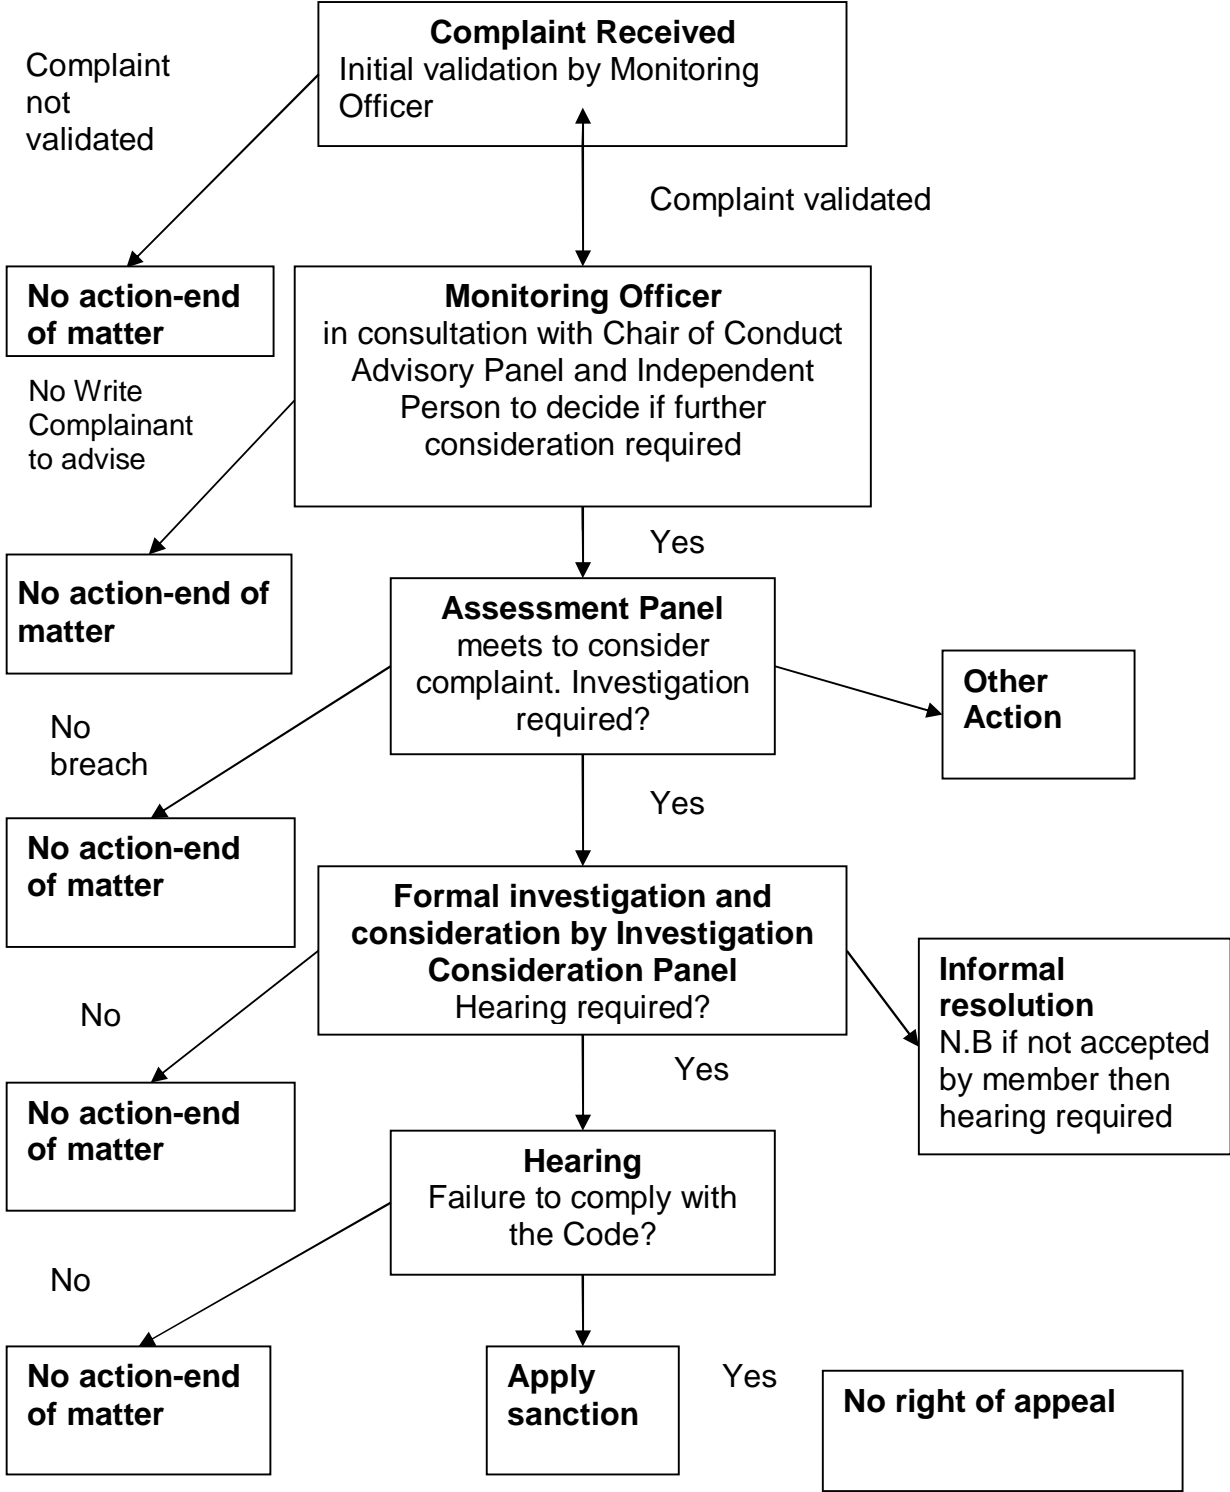 Complaint Received
Initial validation by Monitoring
Officer
Complaint
not
validated
Complaint validated
No action-end
of matter
Monitoring Officer
in consultation with Chair of Conduct
Advisory Panel and Independent
Person to decide if further
consideration required
No Write
Complainant
to advise
Yes
No action-end of
matter
Assessment Panel
meets to consider
complaint. Investigation
required?
Other
Action
No
breach
Yes
No action-end
of matter
Formal investigation and
consideration by Investigation
Consideration Panel
Hearing required?
Informal
resolution
N.B if not accepted
by member then
hearing required
No
Yes
No action-end
of matter
Hearing
Failure to comply with
the Code?
No
No action-end
of matter
Apply
sanction
Yes
No right of appeal